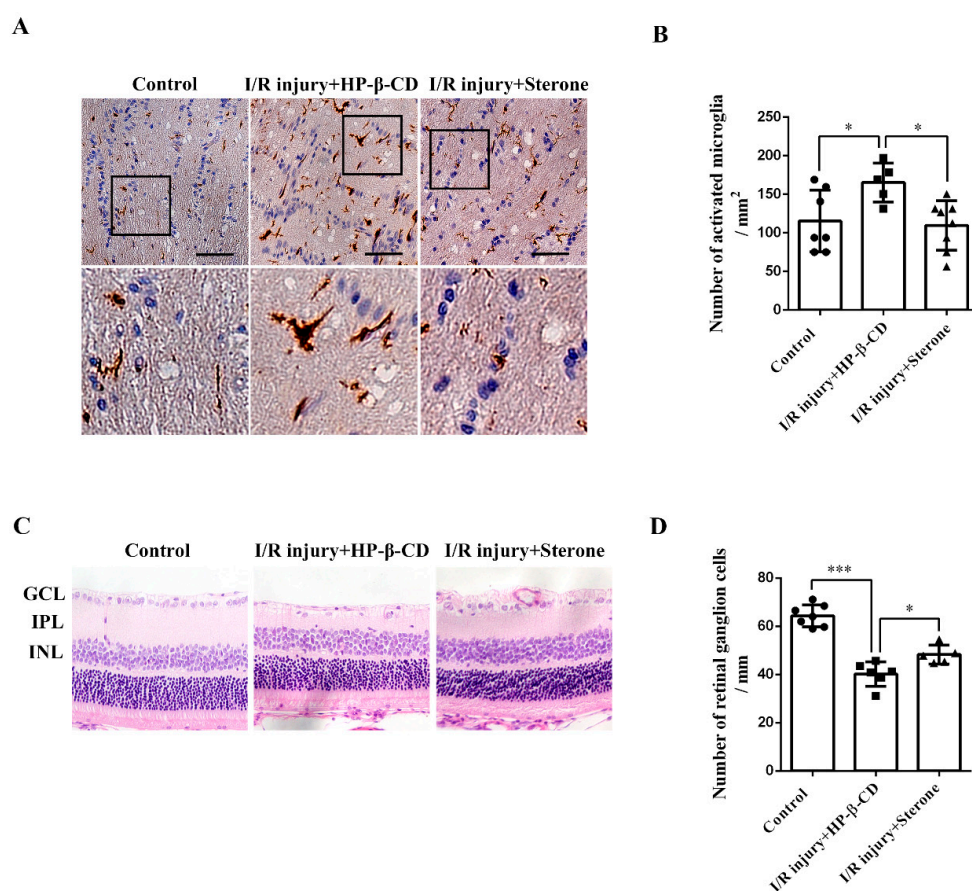 A
Control
I/R injury+HP-β-CD
I/R injury+Sterone
B
Number of activated microglia
/ mm2
250
200
150
100
50
0
*
*
Control
I/R injury+HP-β-CD
I/R injury+Sterone
C
Control
I/R injury+HP-β-CD
I/R injury+Sterone
GCL
IPL
INL
D
Number of retinal ganglion cells
/ mm
80
60
40
20
0
***
*
Control
I/R injury+HP-β-CD
I/R injury+Sterone